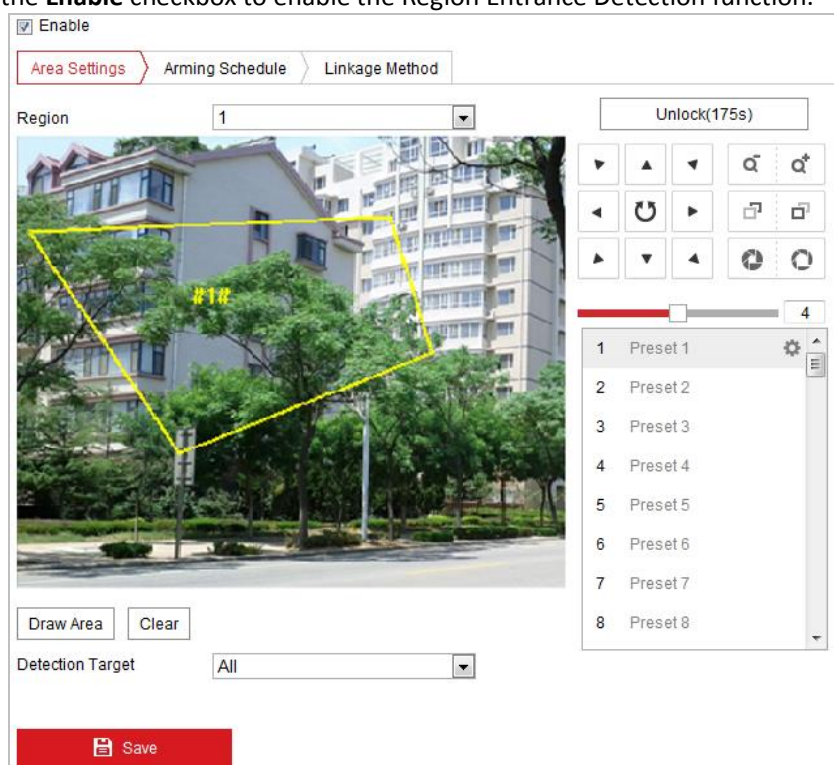 the Enable checkbox to enable the Region Entrance Detection function.
Enable
Area Settings
Arming Schedule
Linkage Method
Region
1
Unlock(175s)
#1#
4
1 Preset 1
2 Preset 2
3 Preset 3
4 Preset 4
5 Preset 5
6 Preset 6
7 Preset 7
8 Preset 8
Draw Area
Clear
Detection Target
All
Save